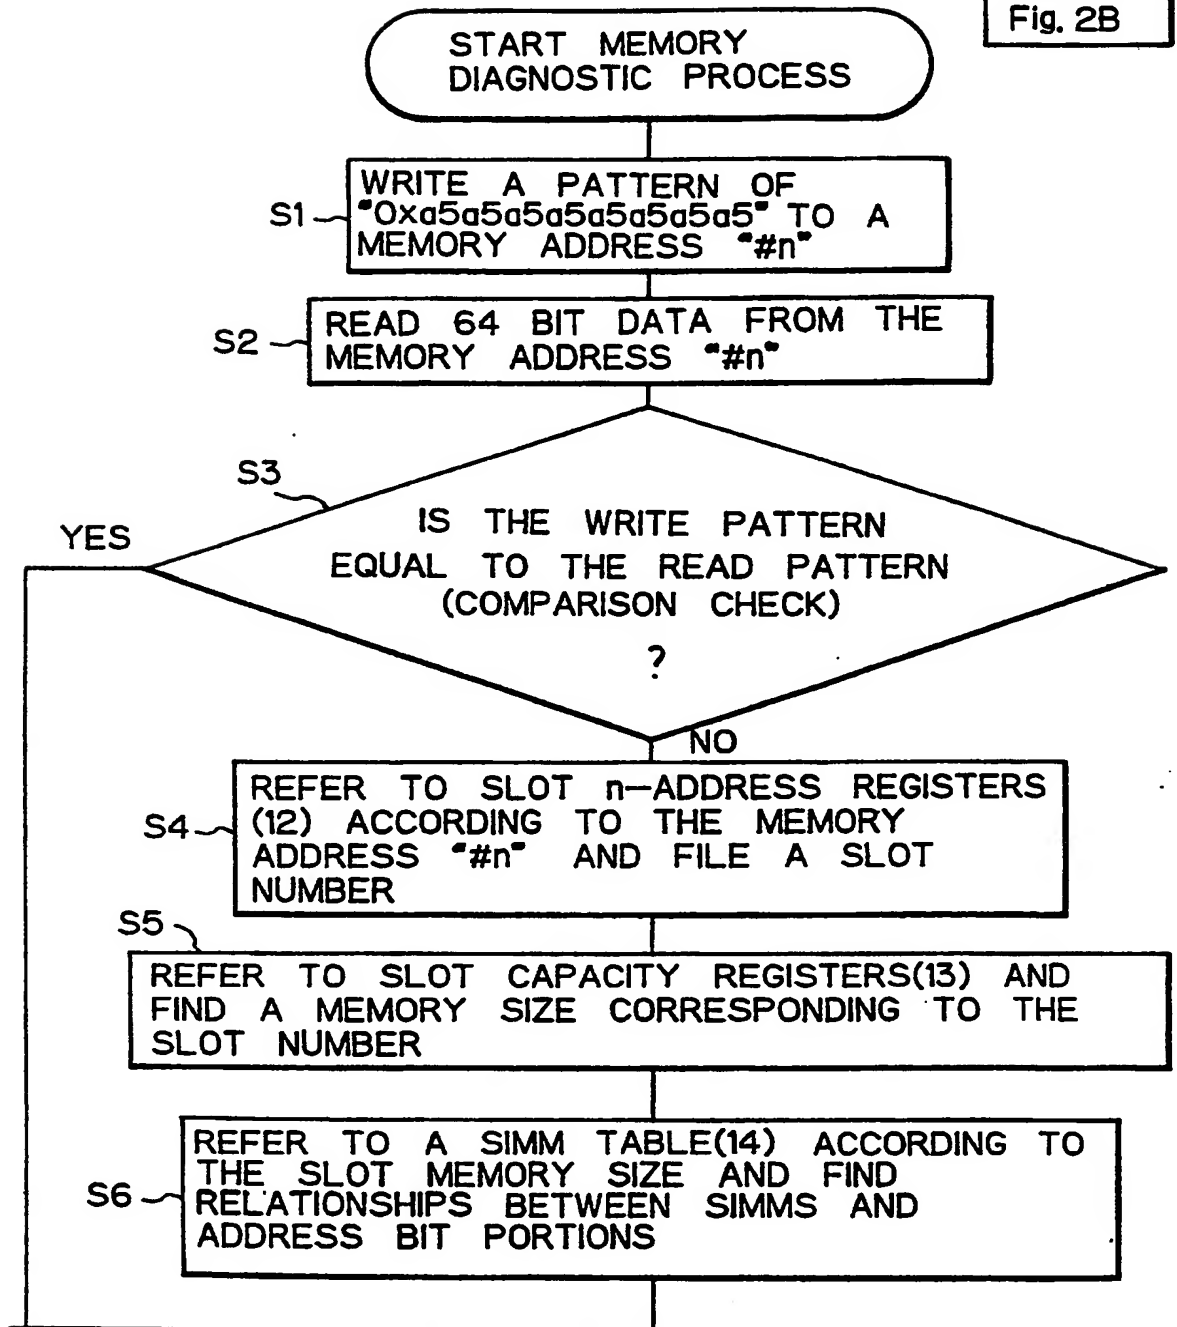 Fig. 2B
START MEMORY
DIAGNOSTIC PROCESS
WRITE A PATTERN OF
"0xa5a5a5a5a5a5a5a5" TO A
MEMORY ADDRESS "#n"
S1
READ 64 BIT DATA FROM THE
MEMORY ADDRESS "#n"
S2
S3
YES
IS THE WRITE PATTERN
EQUAL TO THE READ PATTERN
(COMPARISON CHECK)
?
NO
REFER TO SLOT n-ADDRESS REGISTERS
(12) ACCORDING TO THE MEMORY
ADDRESS "#n" AND FILE A SLOT
NUMBER
S4
S5
REFER TO SLOT CAPACITY REGISTERS(13) AND
FIND A MEMORY SIZE CORRESPONDING TO THE
SLOT NUMBER
REFER TO A SIMM TABLE(14) ACCORDING TO
THE SLOT MEMORY SIZE AND FIND
RELATIONSHIPS BETWEEN SIMMS AND
ADDRESS BIT PORTIONS
S6